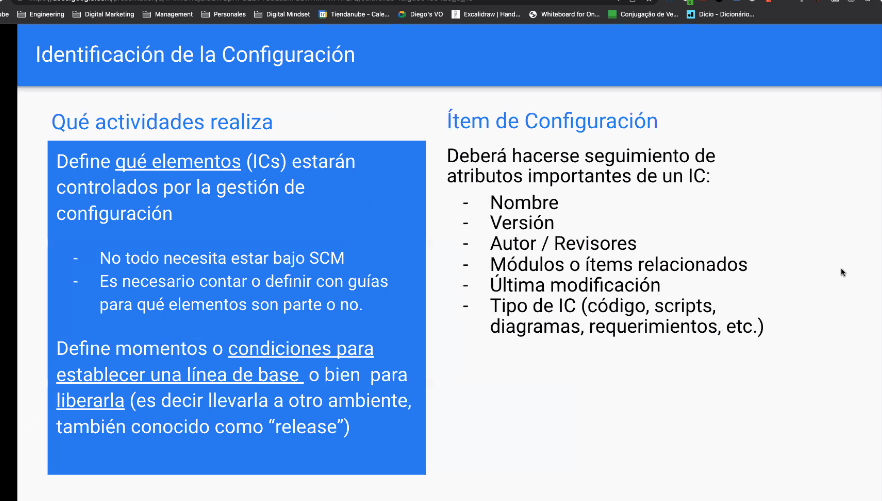 Engineering
Digital Marketing
Management
Personales
Digital Mindset
Tiendanube - Cale...
Diego's VO
Excalidraw | Hand...
Whiteboard for On...
Conjugação de Ve...
Dicio - Dicionário...
Identificación de la Configuración
Qué actividades realiza
Define qué elementos (ICs) estarán
controlados por la gestión de
configuración
- No todo necesita estar bajo SCM
- Es necesario contar o definir con guías
para qué elementos son parte o no.
Define momentos o condiciones para
establecer una línea de base o bien para
liberarla (es decir llevarla a otro ambiente,
también conocido como “release”)
Ítem de Configuración
Deberá hacerse seguimiento de
atributos importantes de un IC:
- Nombre
- Versión
- Autor / Revisores
- Módulos o ítems relacionados
- Última modificación
- Tipo de IC (código, scripts,
diagramas, requerimientos, etc.)